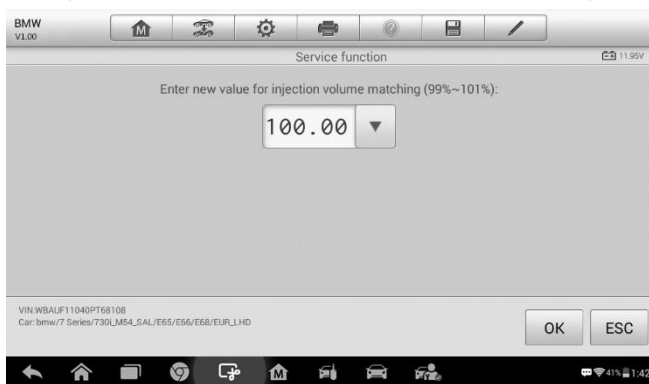 BMW
V1.00
Service function
11.95V
Enter new value for injection volume matching (99%~101%):
100.00
VIN:WBAUF11040PT68108
Car: bmw/7 Series/730i_M54_SAL/E65/E66/E68/EUR_LHD
OK
ESC
41% 1:42